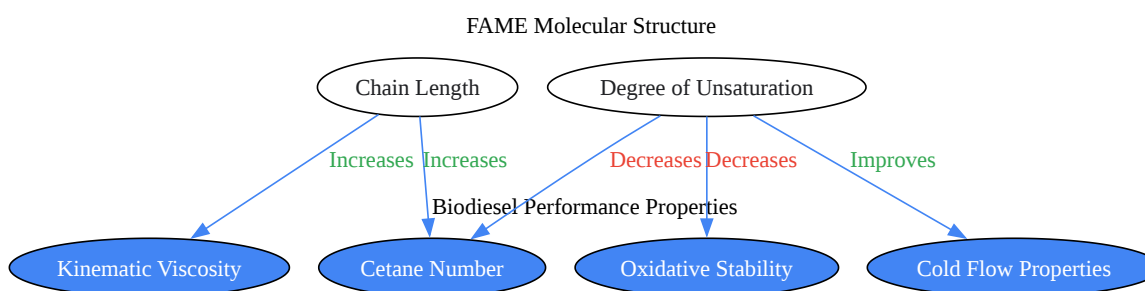 FAME Molecular Structure
Chain Length
Degree of Unsaturation
Increases
Increases
Decreases
Decreases
Improves
Biodiesel Performance Properties
Kinematic Viscosity
Cetane Number
Oxidative Stability
Cold Flow Properties